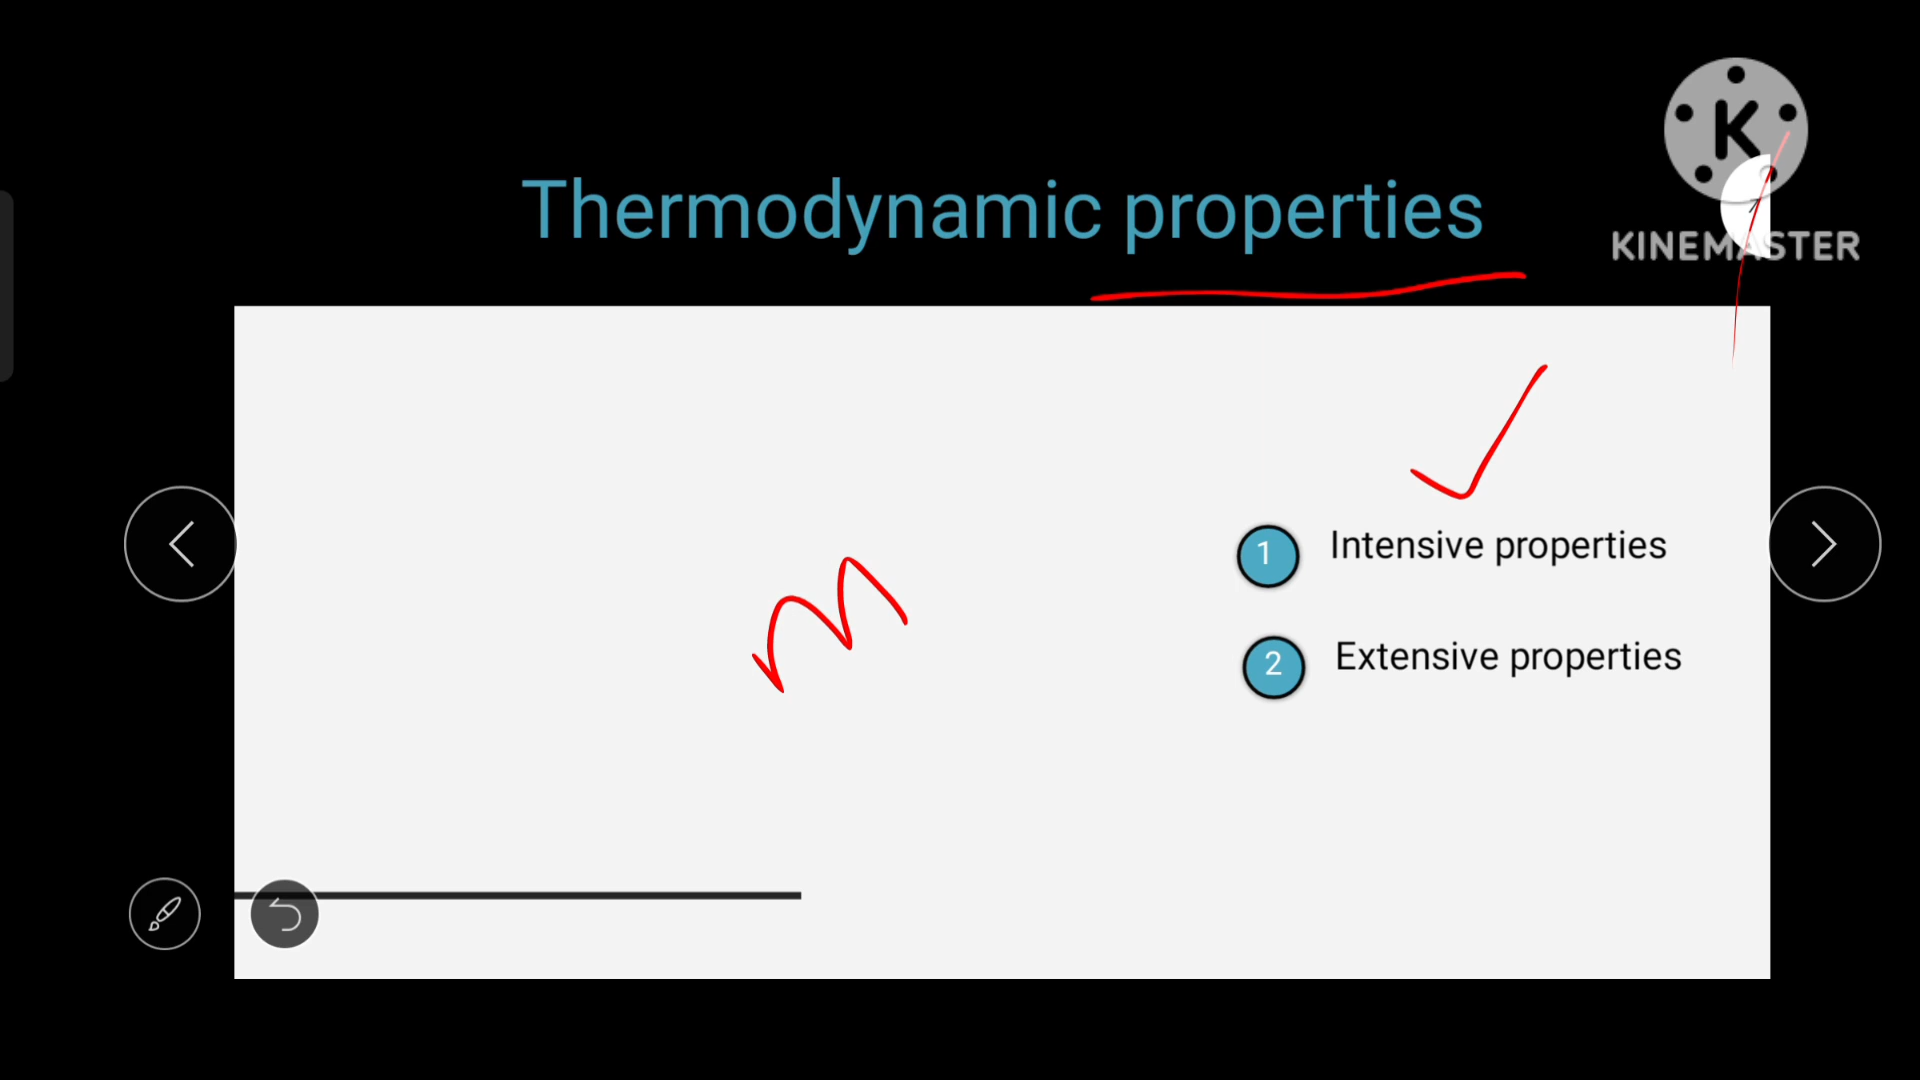 Thermodynamic properties
K
KINEMASTER
m
1 Intensive properties
2 Extensive properties